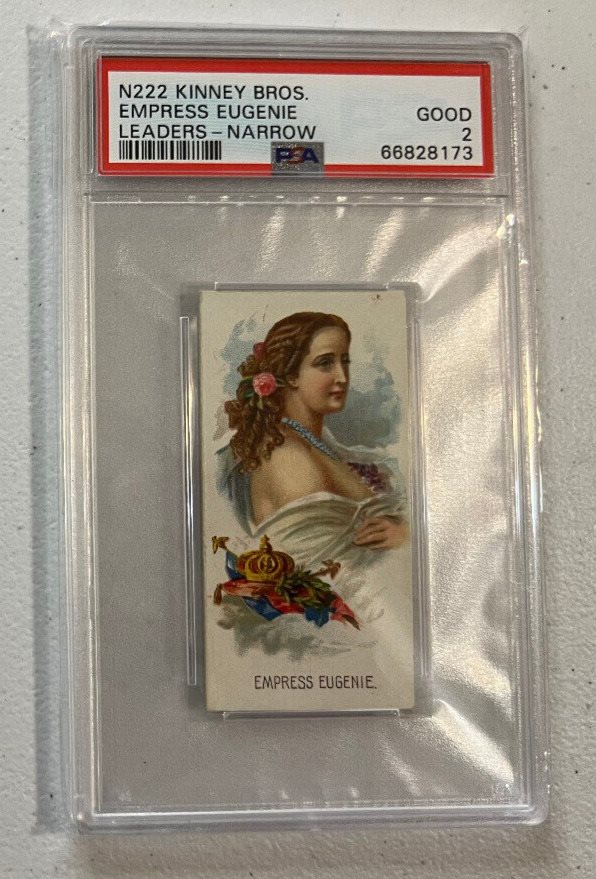 N222 KINNEY BROS.
EMPRESS EUGENIE GOOD
LEADERS - NARROW 2
PSA 66828173
EMPRESS EUGENIE.